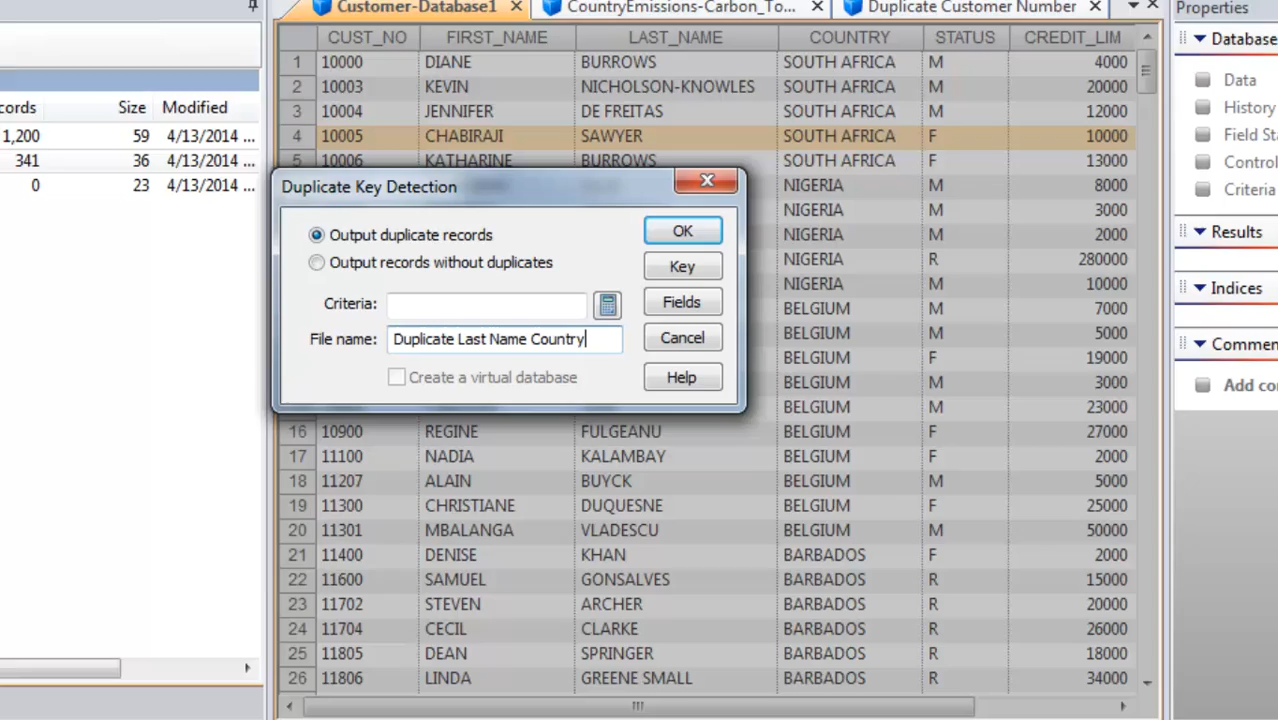 Customer-Database1 CountryEmissions-Carbon_To... Duplicate Customer Number Properties
CUST_NO FIRST_NAME LAST_NAME COUNTRY STATUS CREDIT_LIM
Database
1 10000 DIANE BURROWS SOUTH AFRICA M 4000
2 10003 KEVIN NICHOLSON-KNOWLES SOUTH AFRICA M 20000
3 10004 JENNIFER DE FREITAS SOUTH AFRICA M 12000
4 10005 CHABIRAJI SAWYER SOUTH AFRICA F 10000
5 10006 KATHARINE BURROWS SOUTH AFRICA F 13000
NIGERIA M 8000
NIGERIA M 3000
NIGERIA M 2000
NIGERIA R 280000
NIGERIA M 10000
BELGIUM M 7000
BELGIUM M 5000
BELGIUM F 19000
BELGIUM M 3000
BELGIUM M 23000
16 10900 REGINE FULGEANU BELGIUM F 27000
17 11100 NADIA KALAMBAY BELGIUM F 2000
18 11207 ALAIN BUYCK BELGIUM M 5000
19 11300 CHRISTIANE DUQUESNE BELGIUM F 25000
20 11301 MBALANGA VLADESCU BELGIUM M 50000
21 11400 DENISE KHAN BARBADOS F 2000
22 11600 SAMUEL GONSALVES BARBADOS R 15000
23 11702 STEVEN ARCHER BARBADOS R 20000
24 11704 CECIL CLARKE BARBADOS R 26000
25 11805 DEAN SPRINGER BARBADOS R 18000
26 11806 LINDA GREENE SMALL BARBADOS R 34000
cords Size Modified
1,200 59 4/13/2014 ...
341 36 4/13/2014 ...
0 23 4/13/2014 ...
Duplicate Key Detection
Output duplicate records
Output records without duplicates
Criteria:
File name: Duplicate Last Name Country
Create a virtual database
OK
Key
Fields
Cancel
Help
Data
History
Field Sta
Control
Criteria
Results
Indices
Commen
Add co